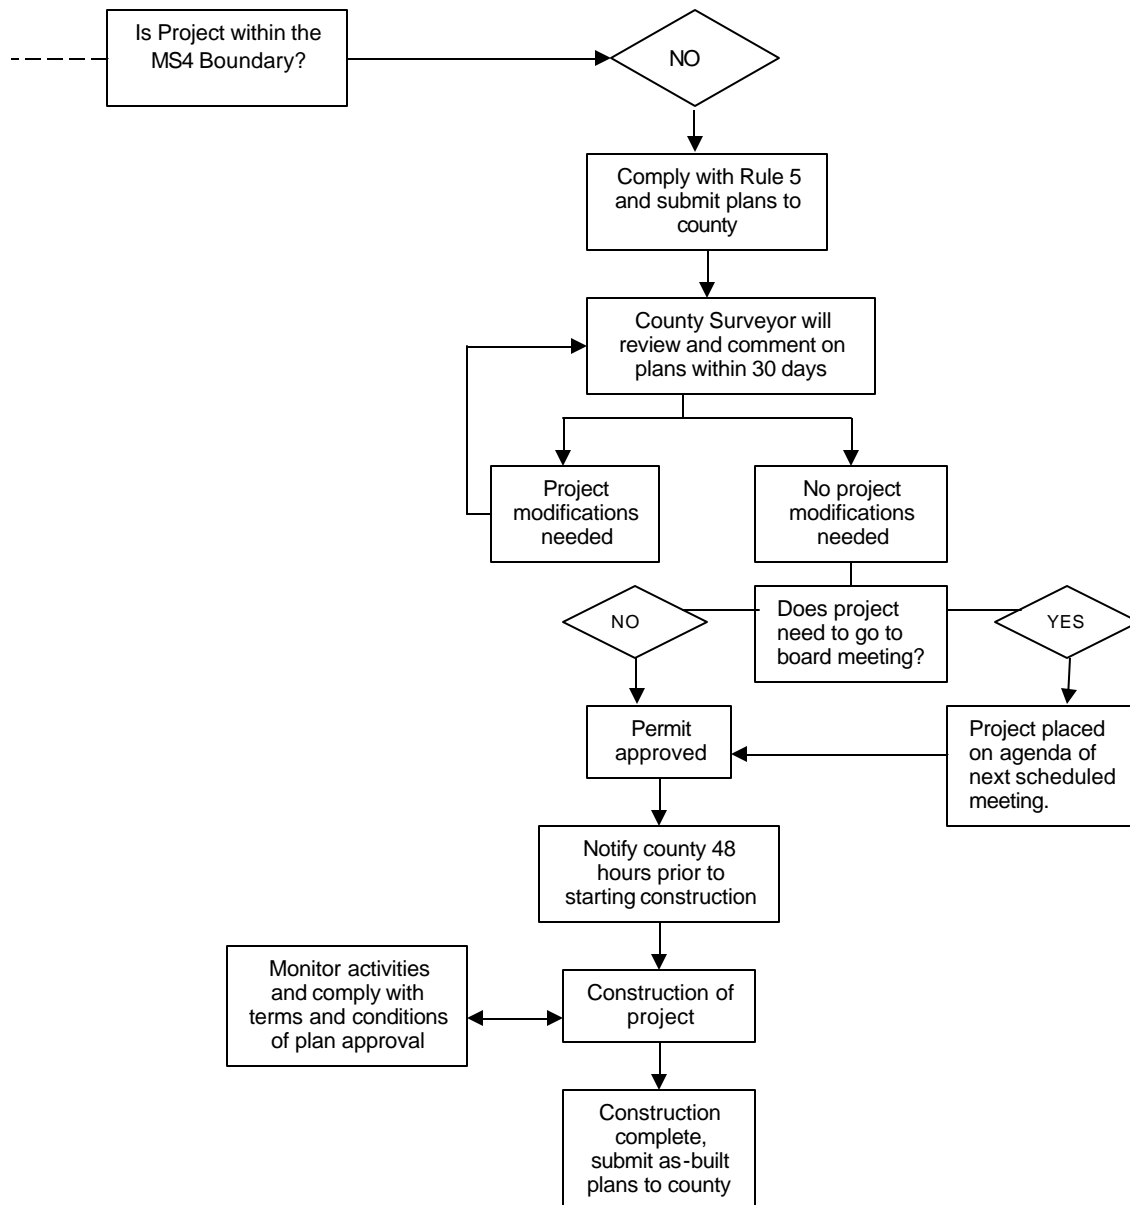 Is Project within the
MS4 Boundary?
NO
Comply with Rule 5
and submit plans to
county
County Surveyor will
review and comment on
plans within 30 days
Project
modifications
needed
No project
modifications
needed
NO
Does project
need to go to
board meeting?
YES
Permit
approved
Project placed
on agenda of
next scheduled
meeting.
Notify county 48
hours prior to
starting construction
Monitor activities
and comply with
terms and conditions
of plan approval
Construction of
project
Construction
complete,
submit as-built
plans to county